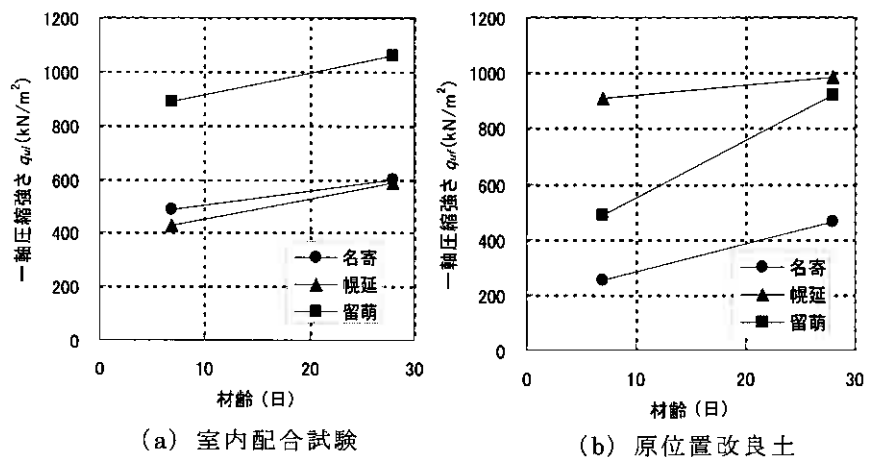 一軸圧縮強さ qul(kN/m²)
1200
1000
800
600
400
200
0
名寄
幌延
留萌
0 10 20 30
材齢(日)
(a) 室内配合試験
一軸圧縮強さ quf(kN/m²)
1200
1000
800
600
400
200
0
名寄
幌延
留萌
0 10 20 30
材齢(日)
(b) 原位置改良土